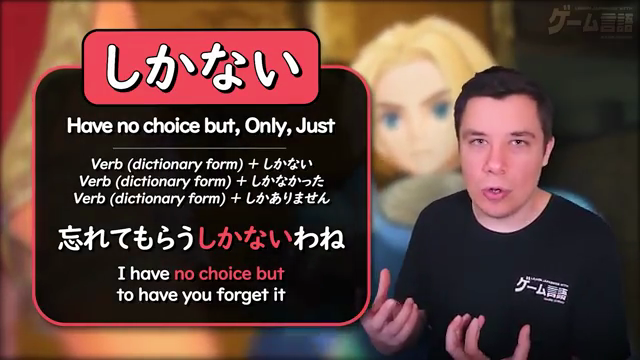 しかない
Have no choice but, Only, Just
Verb (dictionary form) + しかない
Verb (dictionary form) + しかなかった
Verb (dictionary form) + しかありません
忘れてもらうしかないわね
I have no choice but
to have you forget it
ゲーム言語
ゲーム言語